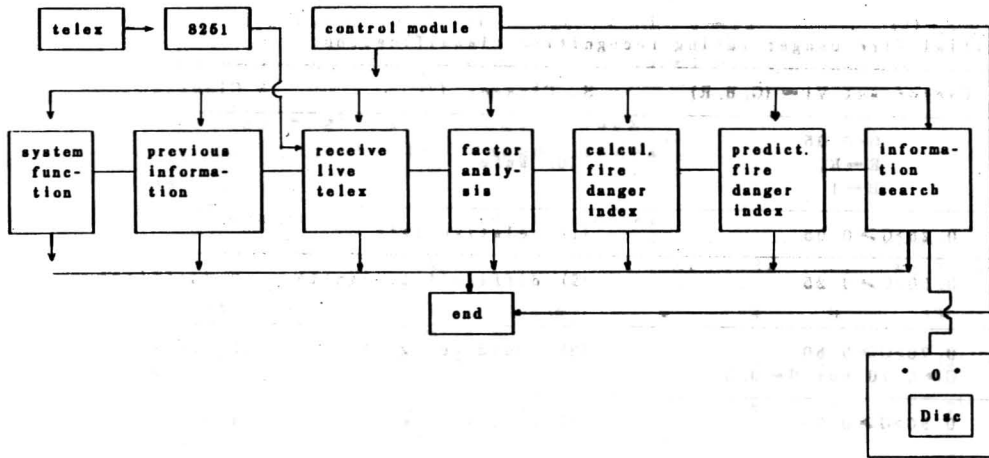 telex
8251
control module
system
func-
tion
previous
informa-
tion
receive
live
telex
factor
analy-
sis
calcul.
fire
danger
index
predict.
fire
danger
index
informa-
tion
search
end
• 0 •
Disc